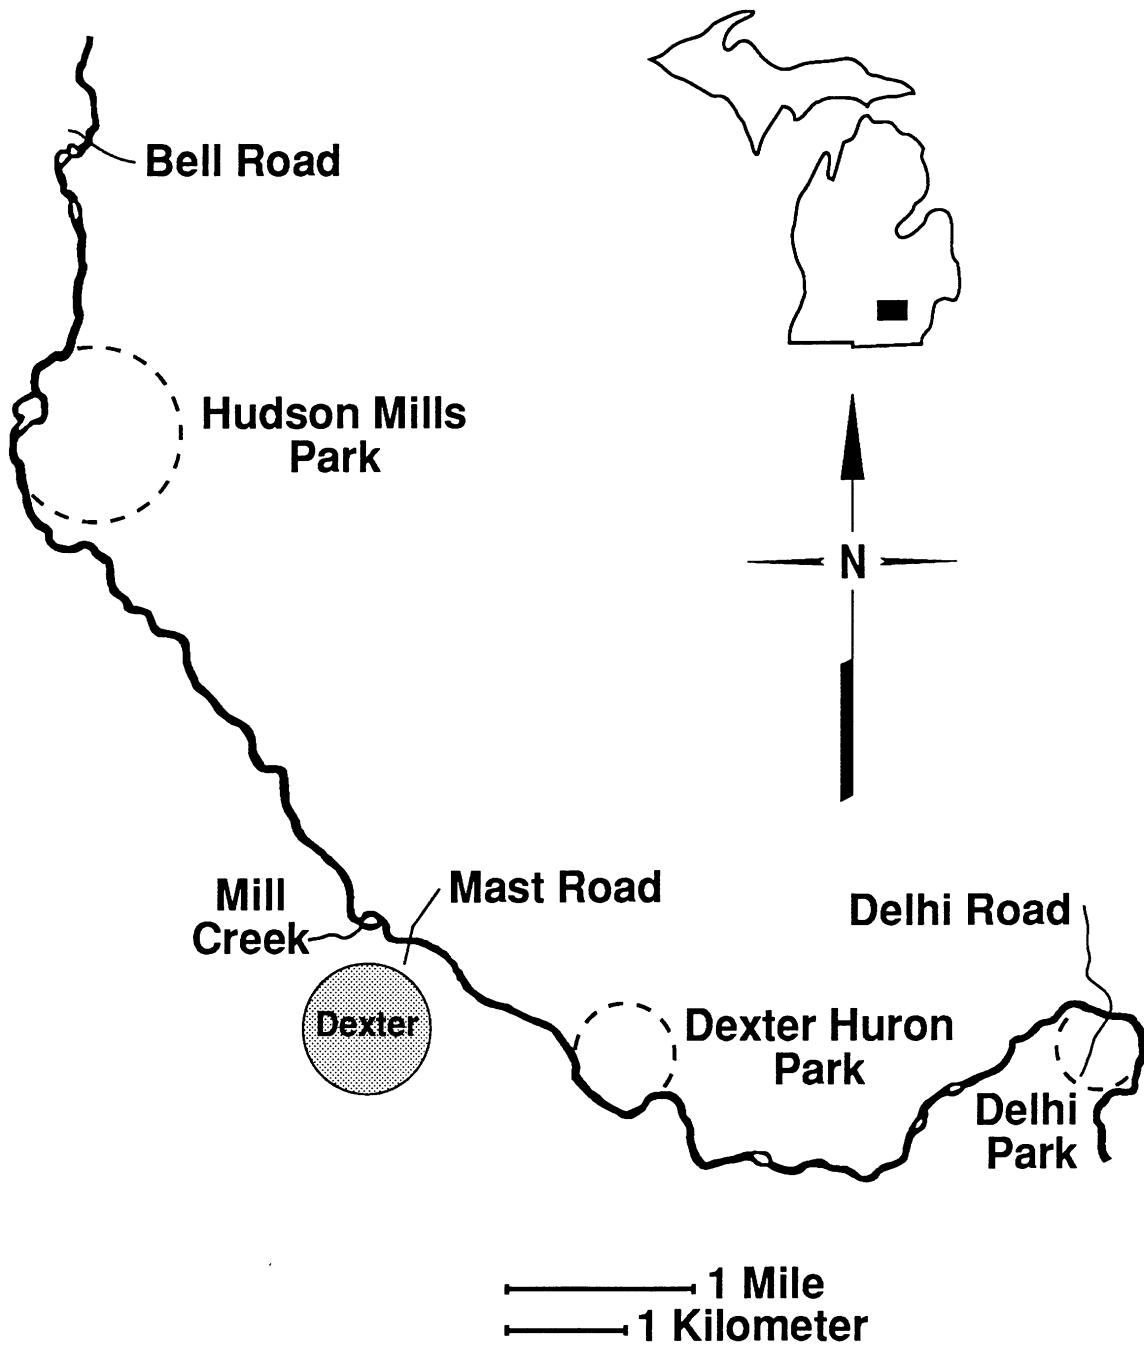 Bell Road
Hudson Mills
Park
N
Mill
Creek
Mast Road
Delhi Road
Dexter
Dexter Huron
Park
Delhi
Park
1 Mile
1 Kilometer